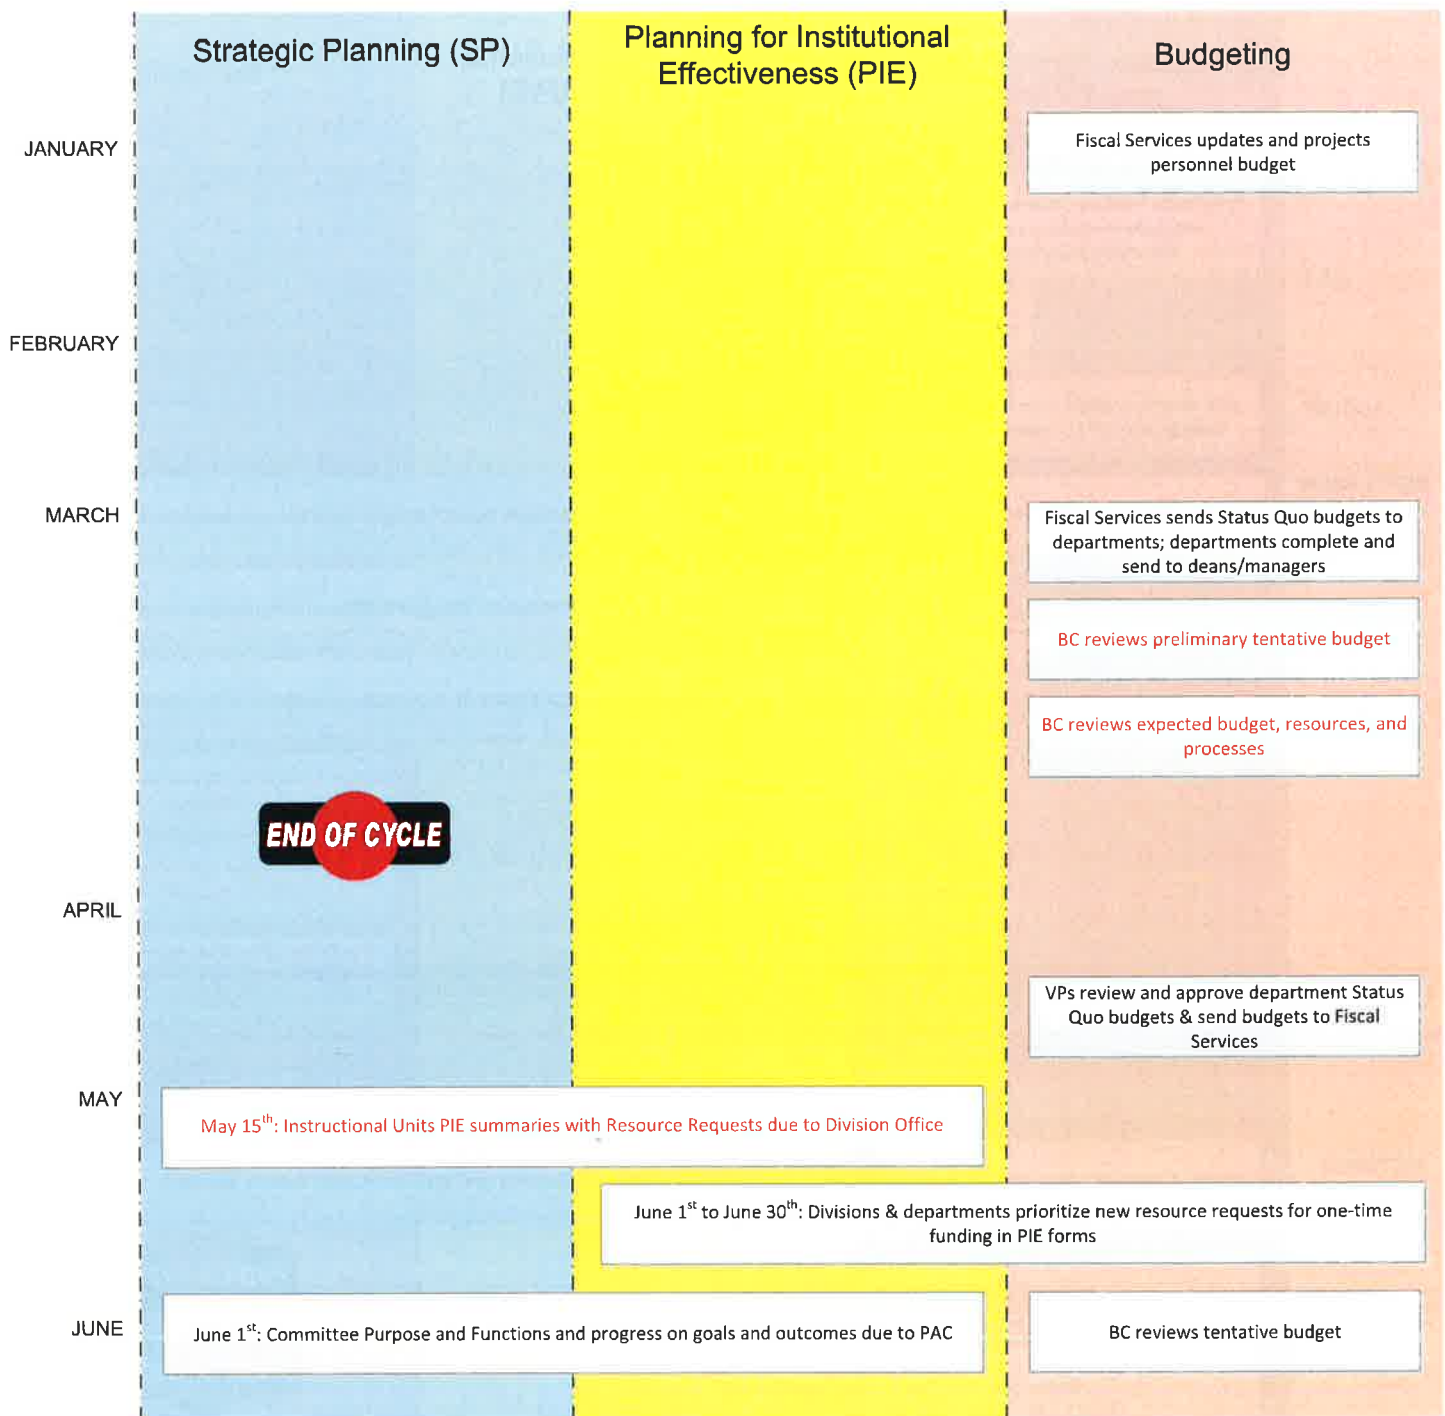 Strategic Planning (SP)
Planning for Institutional
Effectiveness (PIE)
Budgeting
JANUARY
Fiscal Services updates and projects
personnel budget
FEBRUARY
MARCH
Fiscal Services sends Status Quo budgets to
departments; departments complete and
send to deans/managers
BC reviews preliminary tentative budget
BC reviews expected budget, resources, and
processes
END OF CYCLE
APRIL
VPs review and approve department Status
Quo budgets & send budgets to Fiscal
Services
MAY
May 15th: Instructional Units PIE summaries with Resource Requests due to Division Office
June 1st to June 30th: Divisions & departments prioritize new resource requests for one-time
funding in PIE forms
JUNE
June 1st: Committee Purpose and Functions and progress on goals and outcomes due to PAC
BC reviews tentative budget